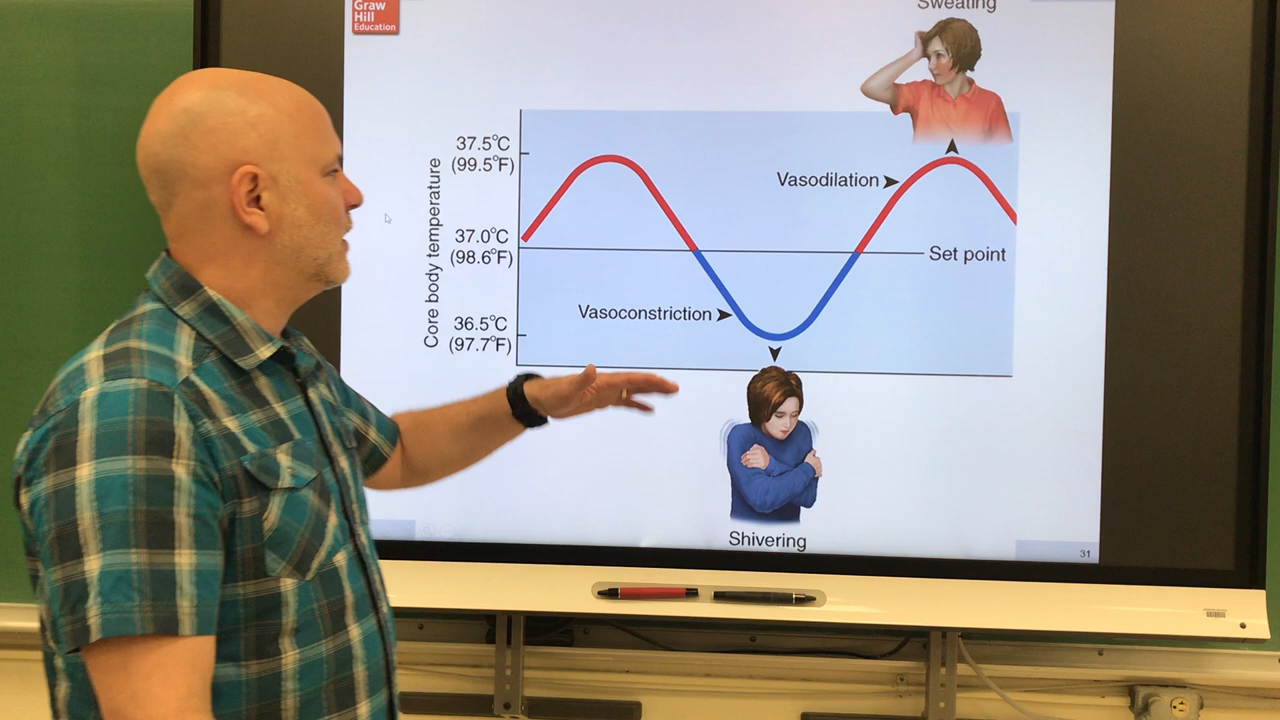 Graw
Hill
Education
Sweating
37.5°C
(99.5°F)
Vasodilation
37.0°C
(98.6°F)
Set point
Core body temperature
Vasoconstriction
36.5°C
(97.7°F)
Shivering
31